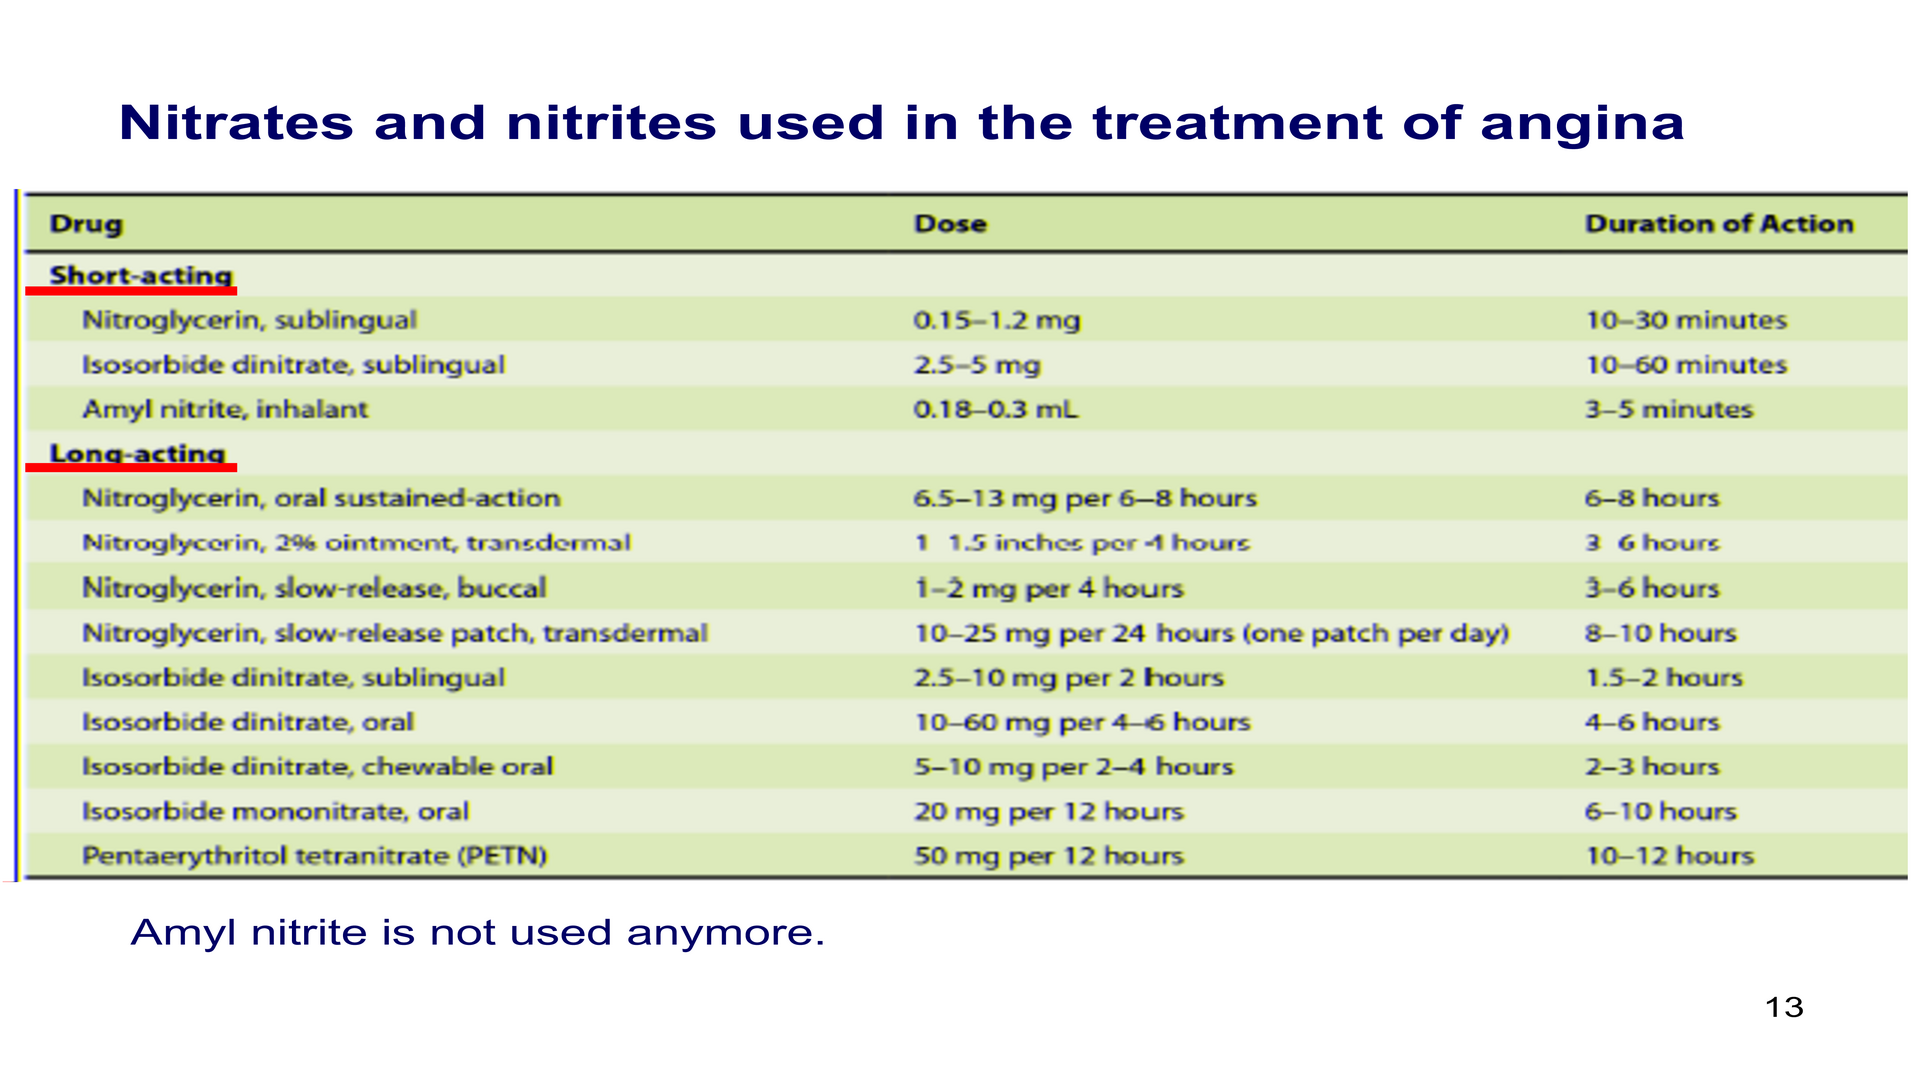 Nitrates and nitrites used in the treatment of angina
Drug Dose Duration of Action
Short-acting
Nitroglycerin, sublingual 0.15–1.2 mg 10–30 minutes
Isosorbide dinitrate, sublingual 2.5–5 mg 10–60 minutes
Amyl nitrite, inhalant 0.18–0.3 mL 3–5 minutes
Long-acting
Nitroglycerin, oral sustained-action 6.5–13 mg per 6–8 hours 6–8 hours
Nitroglycerin, 2% ointment, transdermal 1 1.5 inches per 4 hours 3 6 hours
Nitroglycerin, slow-release, buccal 1–2 mg per 4 hours 3–6 hours
Nitroglycerin, slow-release patch, transdermal 10–25 mg per 24 hours (one patch per day) 8–10 hours
Isosorbide dinitrate, sublingual 2.5–10 mg per 2 hours 1.5–2 hours
Isosorbide dinitrate, oral 10–60 mg per 4–6 hours 4–6 hours
Isosorbide dinitrate, chewable oral 5–10 mg per 2–4 hours 2–3 hours
Isosorbide mononitrate, oral 20 mg per 12 hours 6–10 hours
Pentaerythritol tetranitrate (PETN) 50 mg per 12 hours 10–12 hours
Amyl nitrite is not used anymore.
13